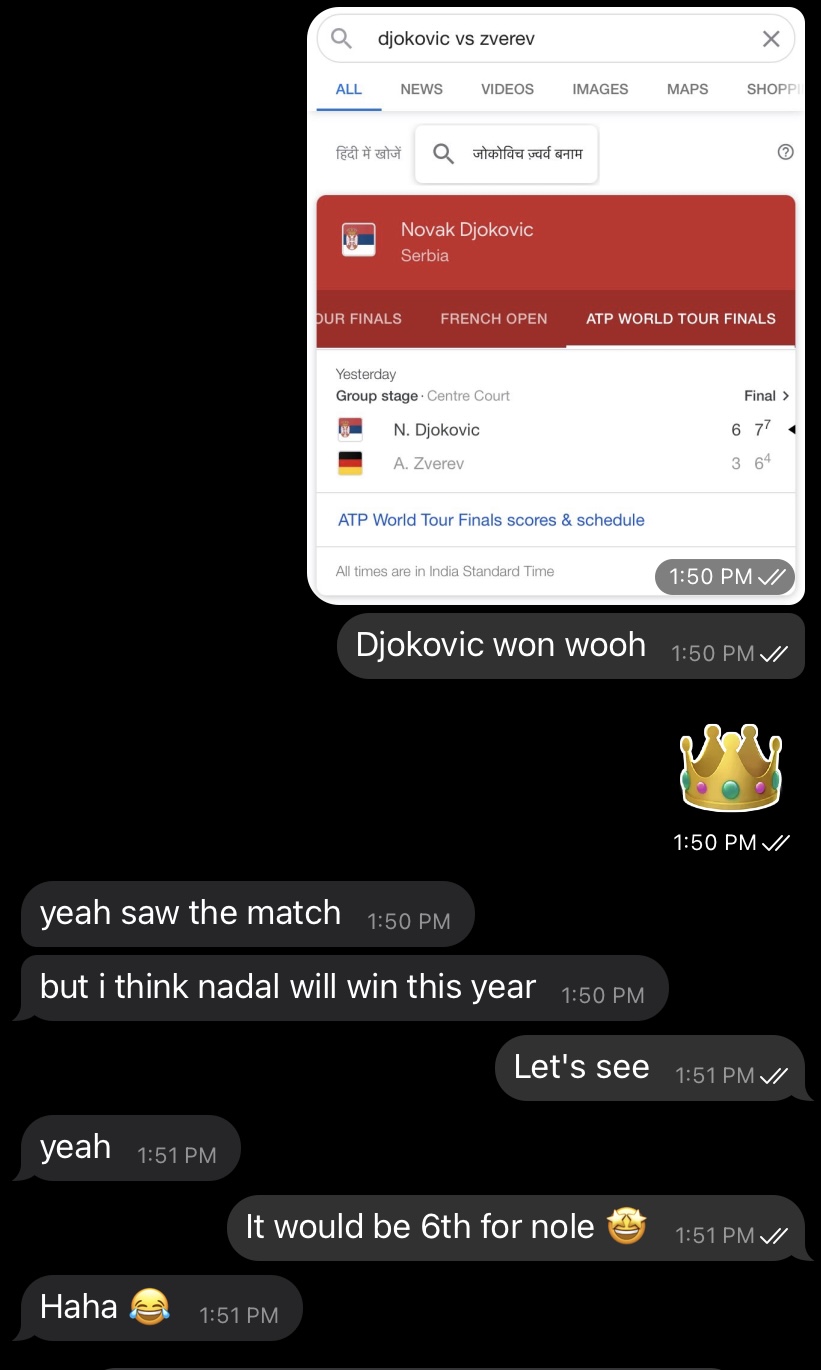 djokovic vs zverev
ALL NEWS VIDEOS IMAGES MAPS SHOPPI
हिंदी में खोजें जोकोविच ज़्वर्व बनाम
Novak Djokovic
Serbia
OUR FINALS FRENCH OPEN ATP WORLD TOUR FINALS
Yesterday
Group stage · Centre Court Final
N. Djokovic 6 7⁷
A. Zverev 3 6⁴
ATP World Tour Finals scores & schedule
All times are in India Standard Time
1:50 PM
Djokovic won wooh 1:50 PM
1:50 PM
yeah saw the match 1:50 PM
but i think nadal will win this year 1:50 PM
Let's see 1:51 PM
yeah 1:51 PM
It would be 6th for nole 🤩 1:51 PM
Haha 😂 1:51 PM